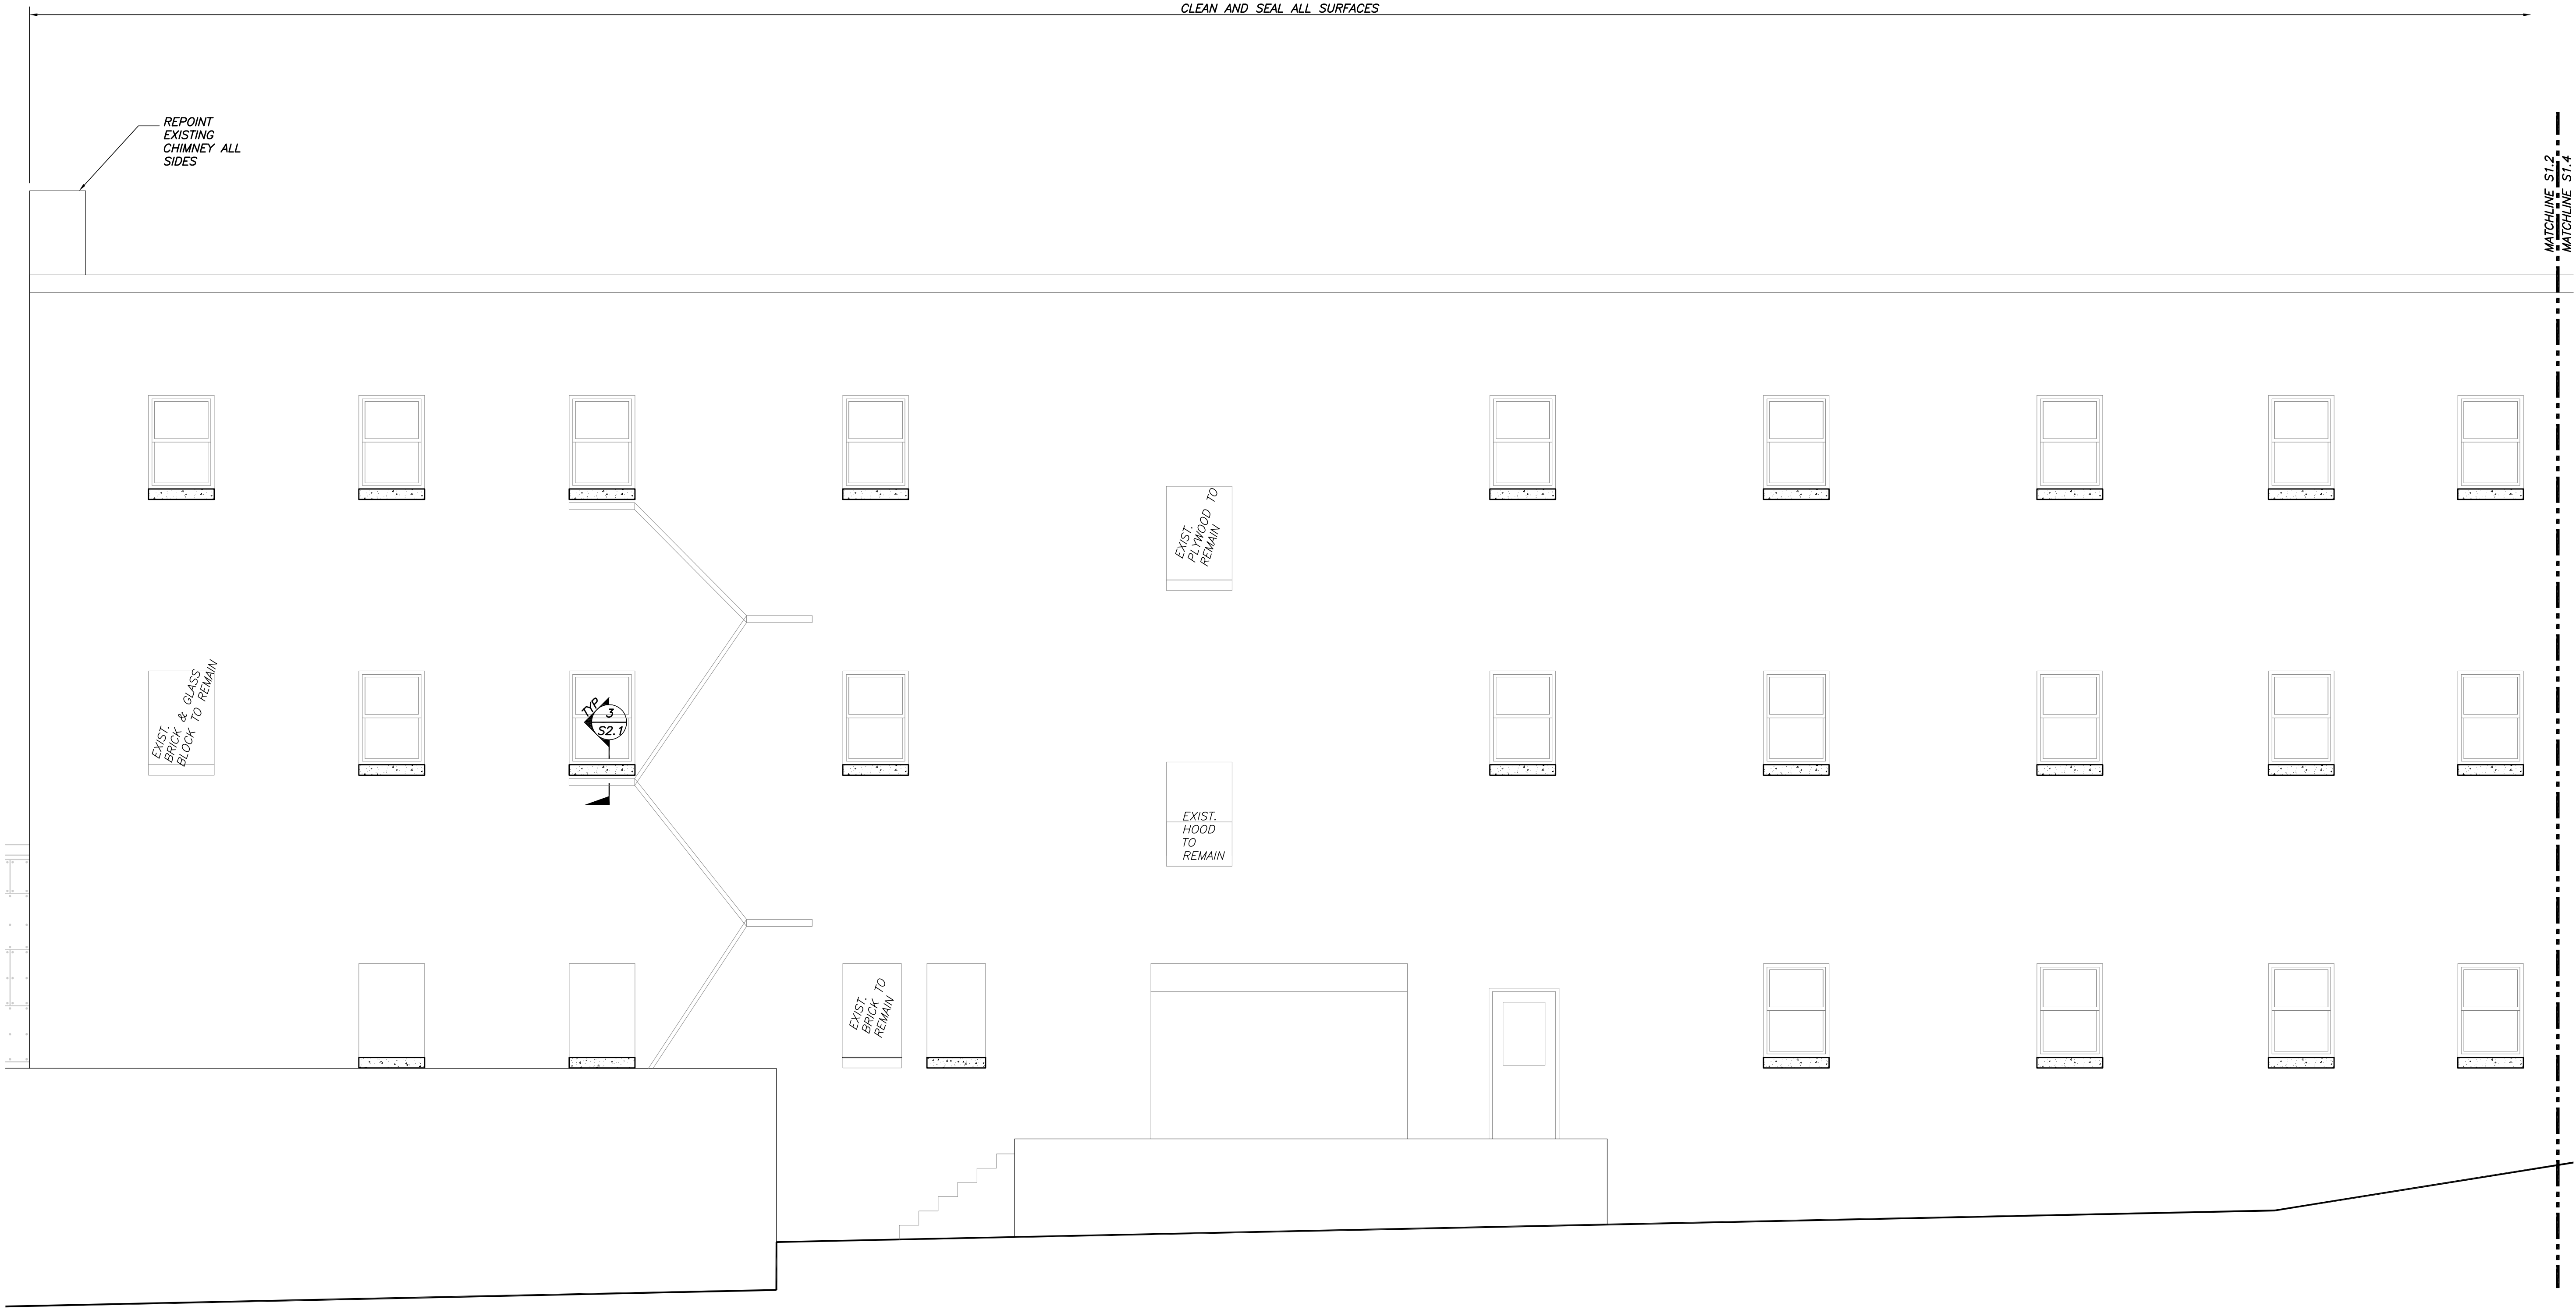 CLEAN AND SEAL ALL SURFACES
REPOINT
EXISTING
CHIMNEY ALL
SIDES
MATCHLINE S1.2
MATCHLINE S1.4
EXIST.
PLYWOOD TO
REMAIN
EXIST.
BRICK & GLASS
BLOCK TO REMAIN
TYP
3
S2.1
EXIST.
HOOD
TO
REMAIN
EXIST.
BRICK TO
REMAIN